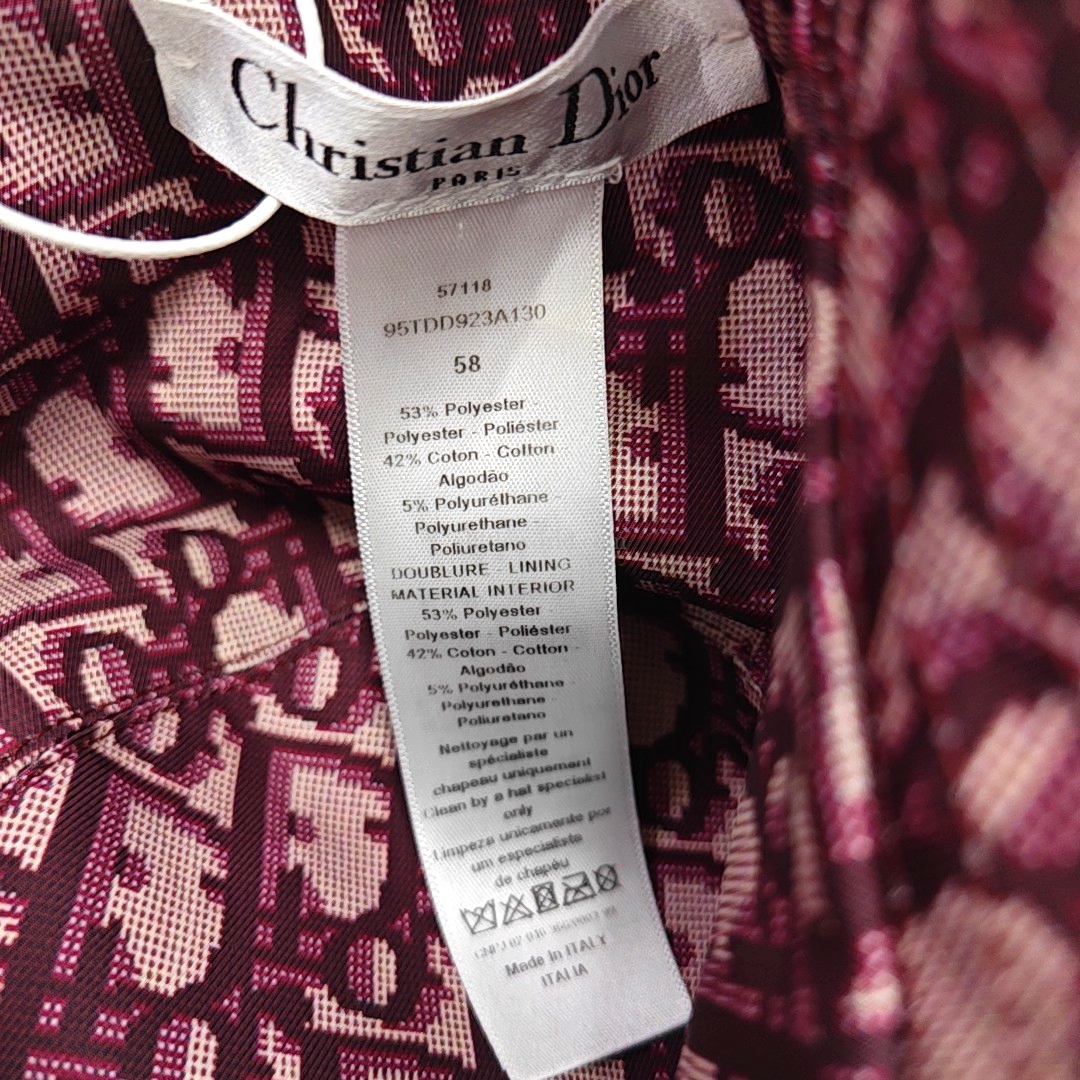 Christian Dior
PARIS
57118
95TDD923A130
58
53% Polyester -
Polyester - Poliéster
42% Coton - Cotton
Algodão
5% Polyuréthane -
Polyurethane -
Poliuretano
DOUBLURE - LINING
MATERIAL INTERIOR
53% Polyester -
Polyester - Poliéster
42% Coton - Cotton -
Algodão
5% Polyuréthane -
Polyurethane -
Poliuretano
Nettoyage par un
spécialiste
chapeau uniquement
Clean by a hat specialist
only
Limpeza unicamente por
um especialista
de chapéu
Made in ITALY
ITALIA